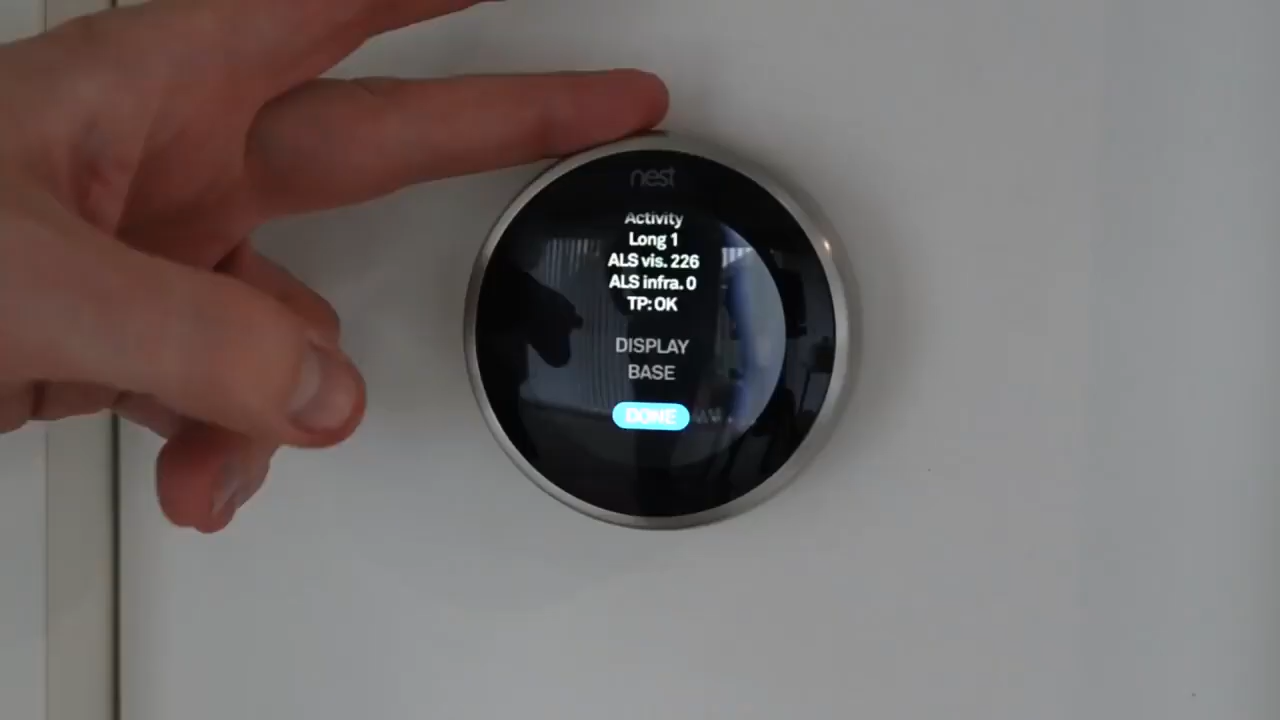 nest
Activity
Long 1
ALS vis. 226
ALS infra. 0
TP: OK
DISPLAY
BASE
DONE